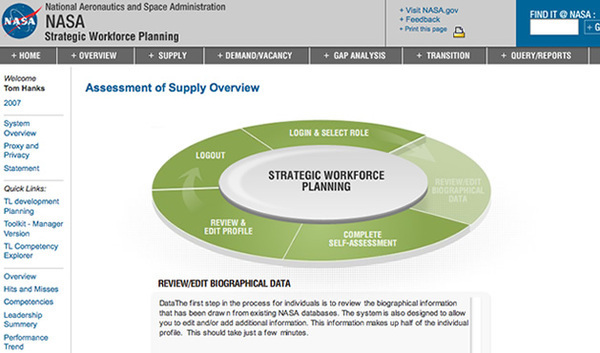 NASA
National Aeronautics and Space Administration
NASA
Strategic Workforce Planning
+ Visit NASA.gov
+ Feedback
+ Print this page
FIND IT @ NASA :
+ G
+ HOME
+ OVERVIEW
+ SUPPLY
+ DEMAND/VACANCY
+ GAP ANALYSIS
+ TRANSITION
+ QUERY/REPORTS
Welcome
Tom Hanks
2007
System
Overview
Proxy and
Privacy
Statement
Quick Links:
TL development
Planning
Toolkit - Manager
Version
TL Competency
Explorer
Overview
Hits and Misses
Competencies
Leadership
Summary
Performance
Trend
Assessment of Supply Overview
LOGIN & SELECT ROLE
LOGOUT
STRATEGIC WORKFORCE
PLANNING
REVIEW/EDIT
BIOGRAPHICAL
DATA
REVIEW &
EDIT PROFILE
COMPLETE
SELF-ASSESSMENT
REVIEW/EDIT BIOGRAPHICAL DATA
DataThe first step in the process for individuals is to review the biographical information
that has been drawn from existing NASA databases. The system is also designed to allow
you to edit and/or add additional information. This information makes up half of the individual
profile. This should take just a few minutes.